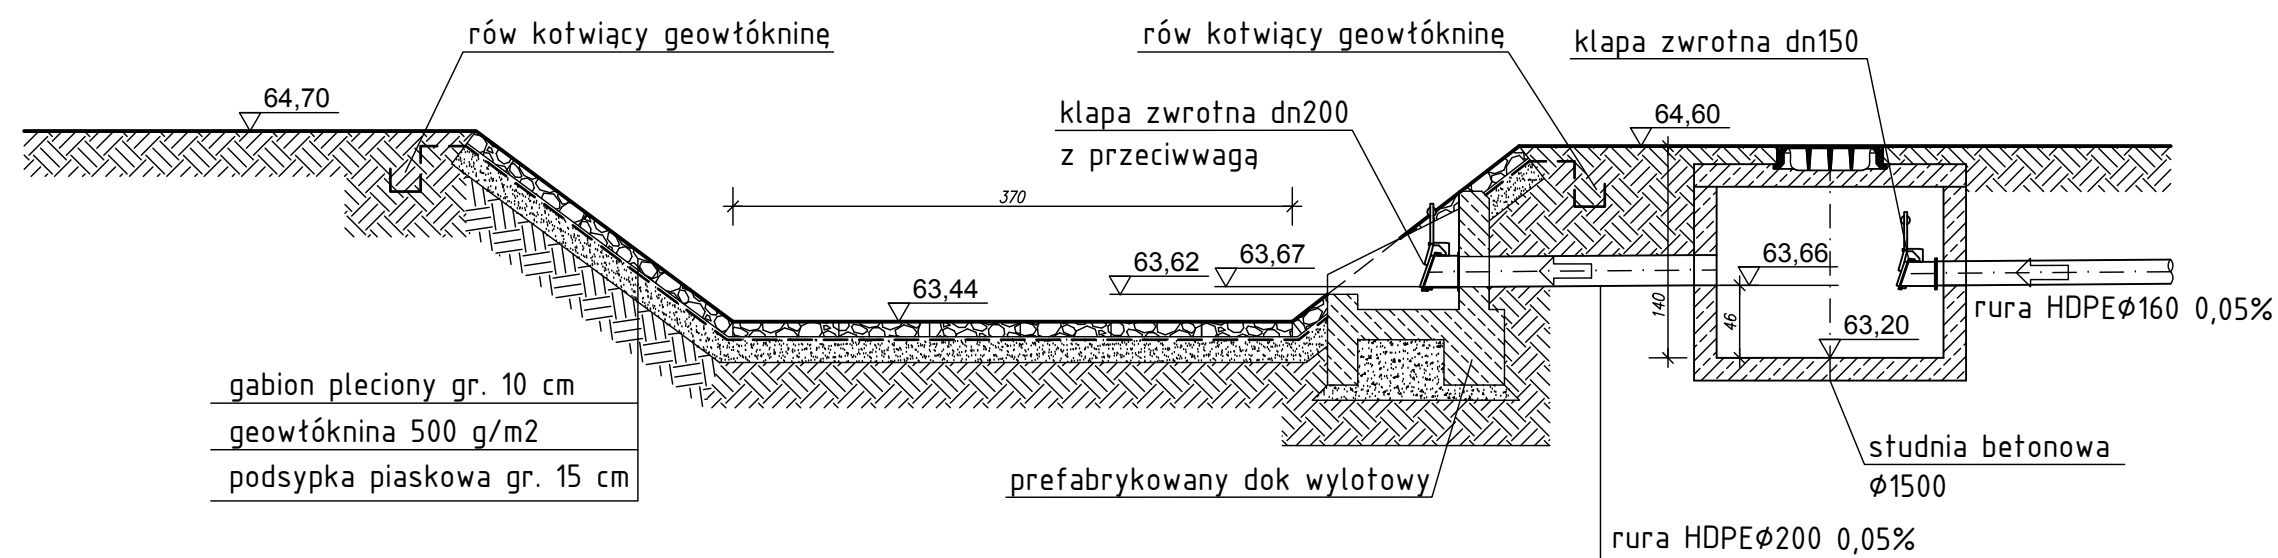 rów kotwiący geowłókninę
rów kotwiący geowłókninę
klapa zwrotna dn150
64,70
klapa zwrotna dn200
z przeciwwagą
64,60
370
63,62
63,67
63,66
63,44
140
46
63,20
rura HDPEϕ160 0,05%
gabion pleciony gr. 10 cm
geowłóknina 500 g/m2
podsypka piaskowa gr. 15 cm
prefabrykowany dok wylotowy
studnia betonowa
ϕ1500
rura HDPEϕ200 0,05%